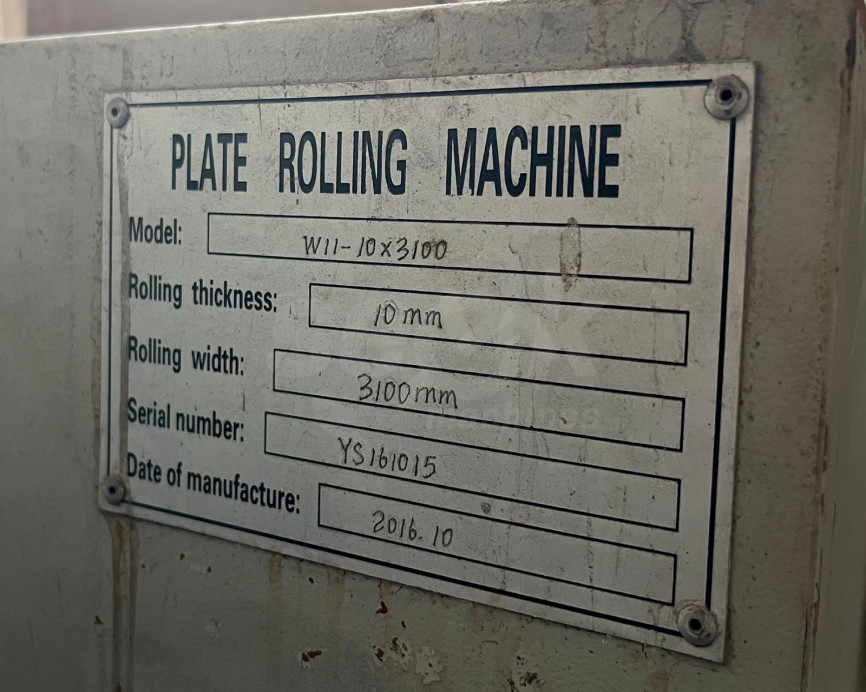 PLATE ROLLING MACHINE
Model: W11-10x3100
Rolling thickness: 10mm
Rolling width: 3100mm
Serial number: YS161015
Date of manufacture: 2016.10